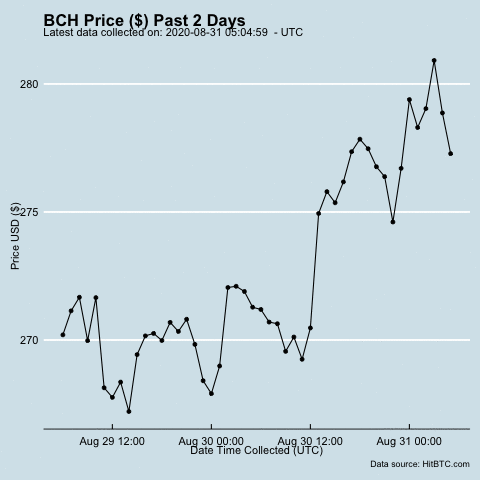 BCH Price ($) Past 2 Days
Latest data collected on: 2020-08-31 05:04:59 - UTC
Price USD ($)
280
275
270
Aug 29 12:00 Aug 30 00:00 Aug 30 12:00 Aug 31 00:00
Date Time Collected (UTC)
Data source: HitBTC.com